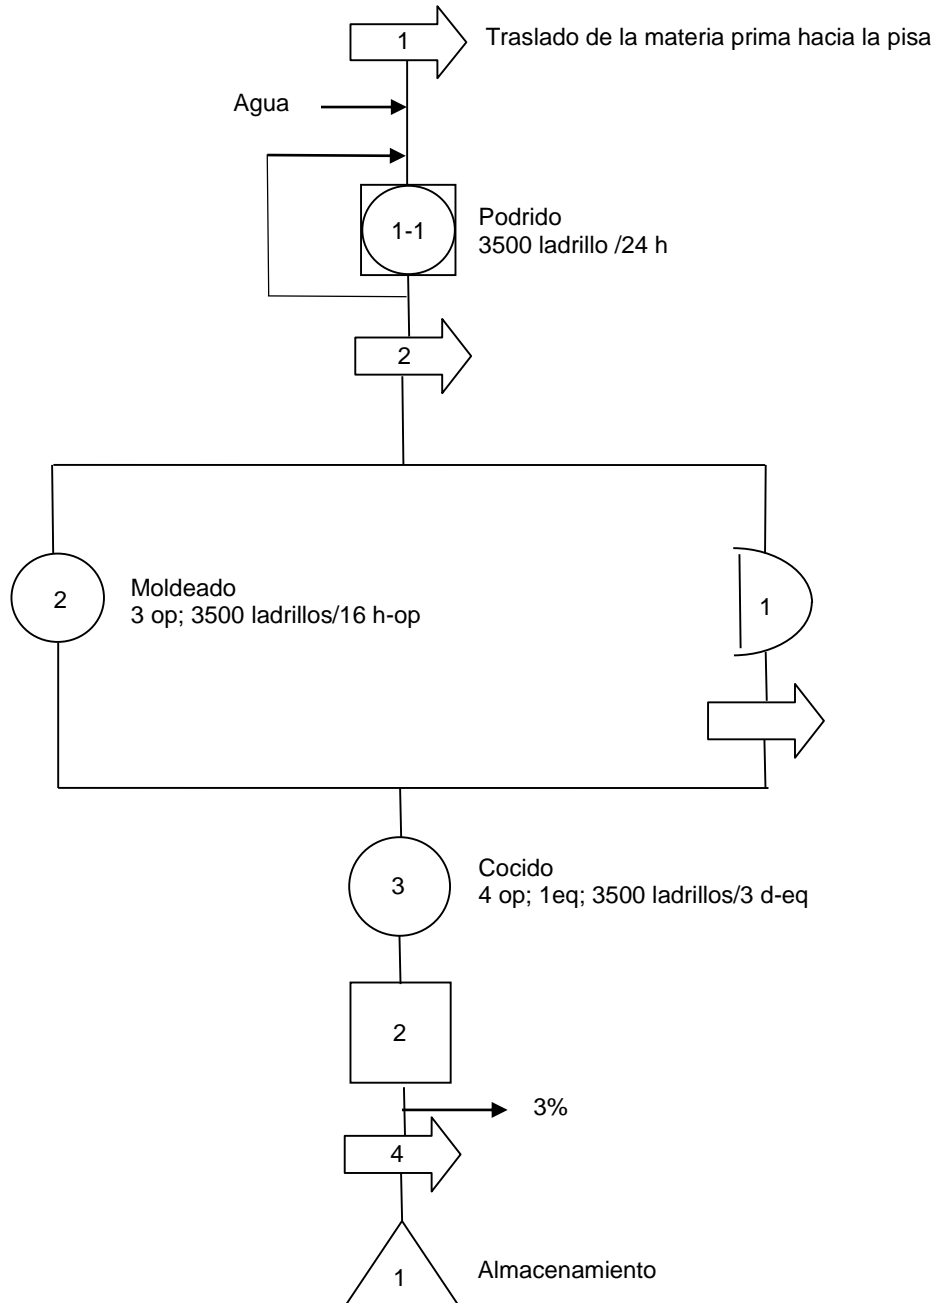 1
Traslado de la materia prima hacia la pisa
Agua
1-1
Podrido
3500 ladrillo /24 h
2
2
Moldeado
3 op; 3500 ladrillos/16 h-op
1
3
Cocido
4 op; 1eq; 3500 ladrillos/3 d-eq
2
3%
4
1
Almacenamiento